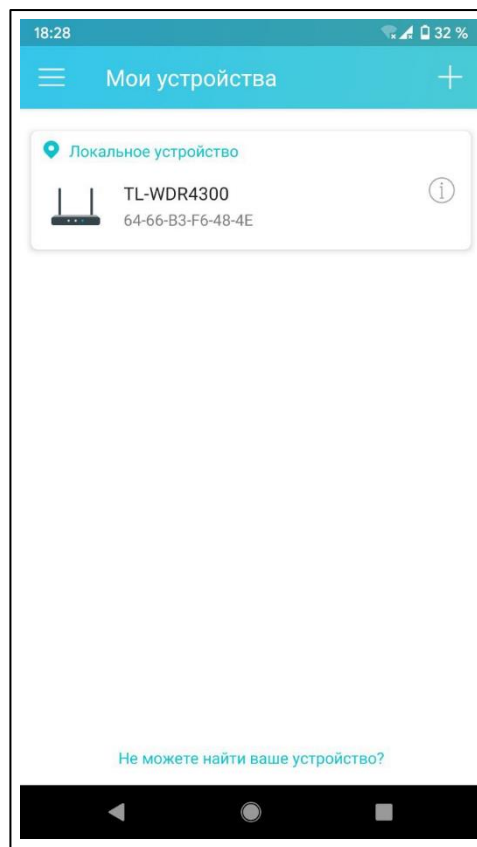 18:28
32 %
Мои устройства
Локальное устройство
TL-WDR4300
64-66-B3-F6-48-4E
Не можете найти ваше устройство?